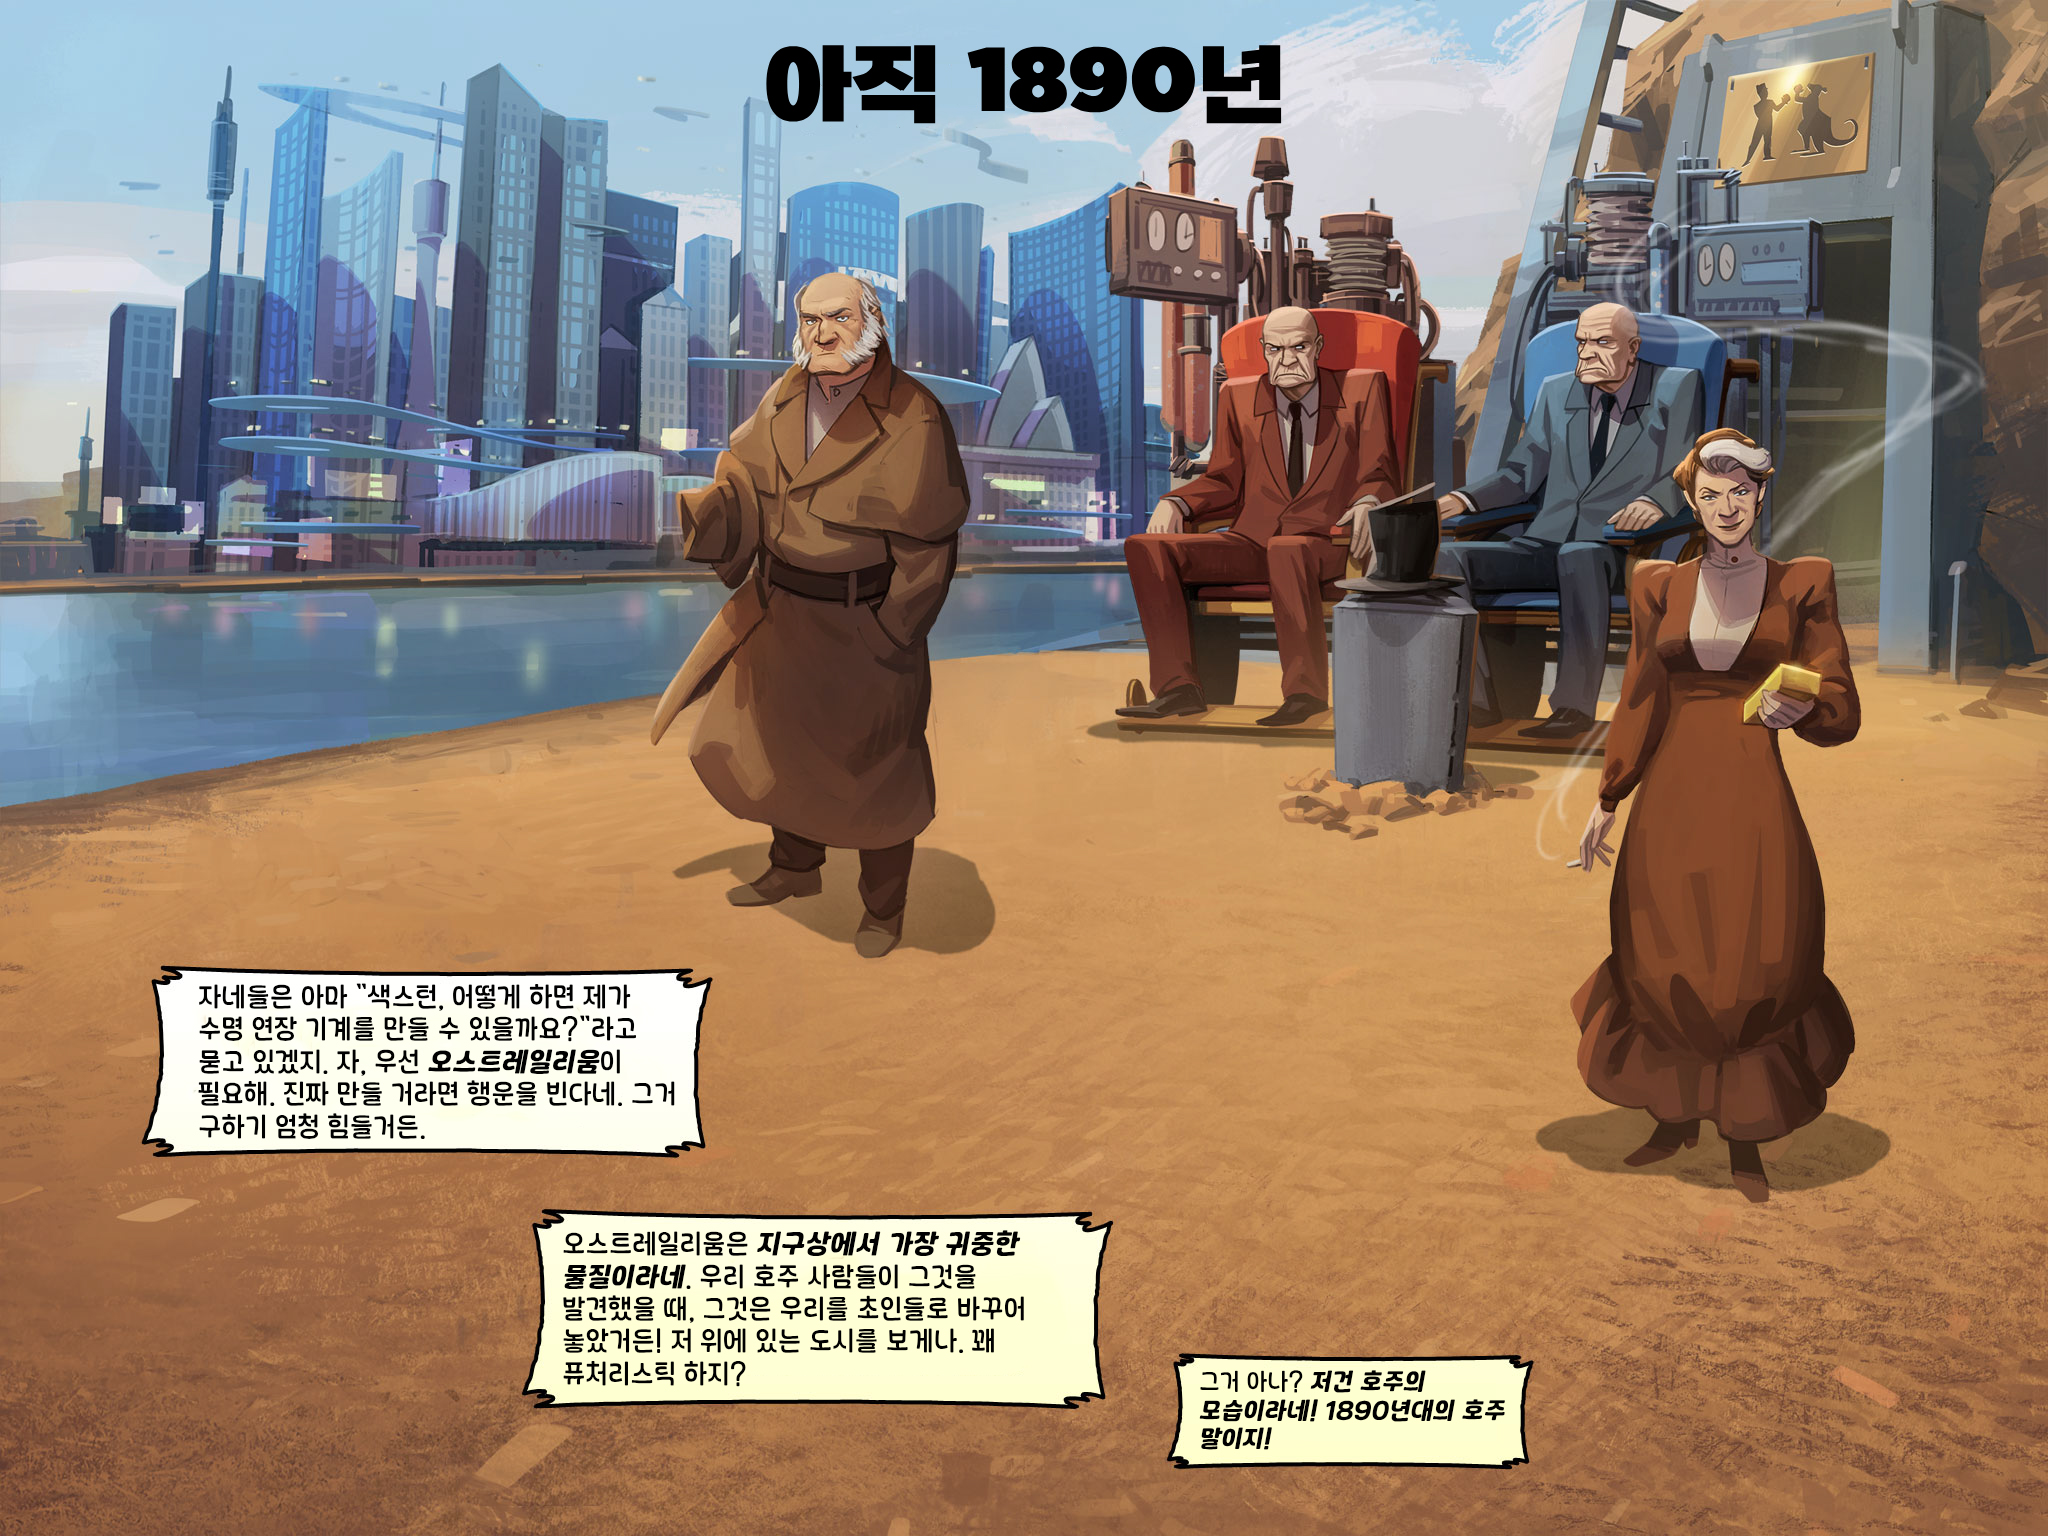 아직 1890년
자네들은 아마 "색스턴, 어떻게 하면 제가
수명 연장 기계를 만들 수 있을까요?"라고
묻고 있겠지. 자, 우선 오스트레일리움이
필요해. 진짜 만들 거라면 행운을 빈다네. 그거
구하기 엄청 힘들거든.
오스트레일리움은 지구상에서 가장 귀중한
물질이라네. 우리 호주 사람들이 그것을
발견했을 때, 그것은 우리를 초인들로 바꾸어
놓았거든! 저 위에 있는 도시를 보게나. 꽤
퓨처리스틱 하지?
그거 아나? 저건 호주의
모습이라네! 1890년대의 호주
말이지!